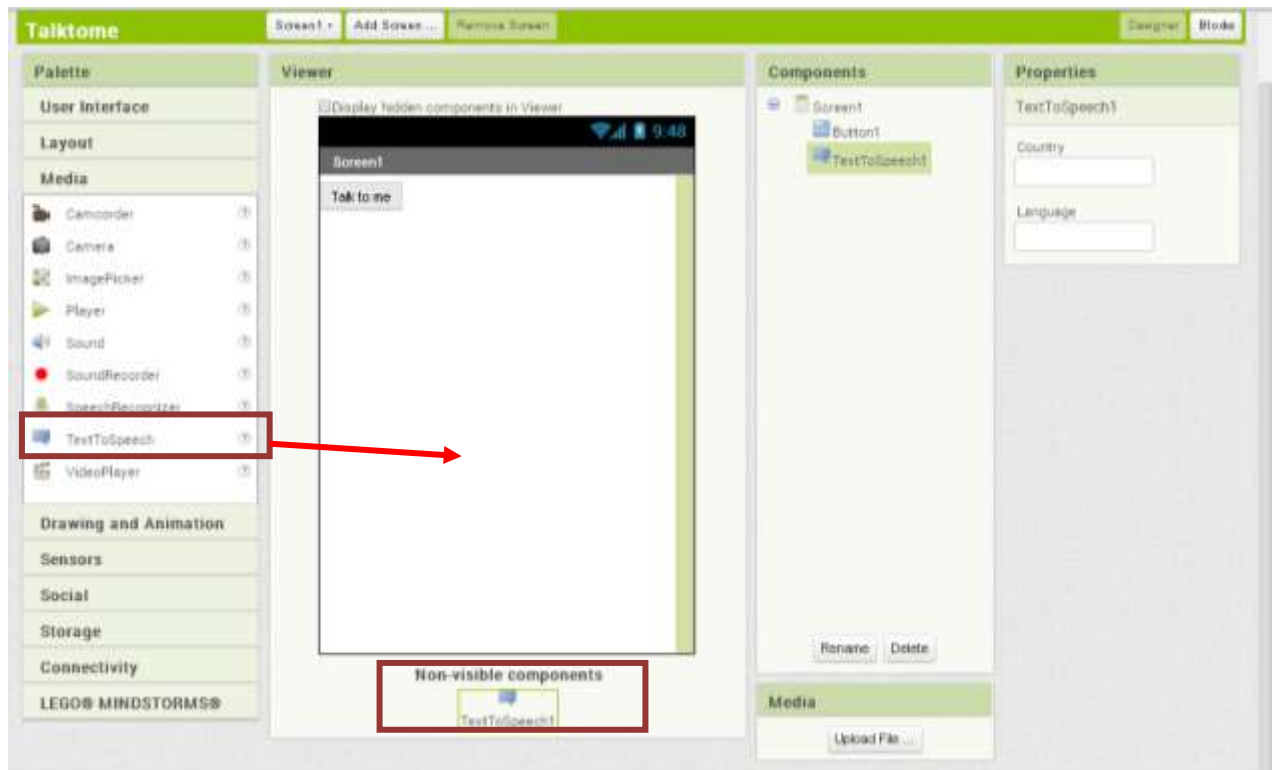 Talktome
Screen1
Add Screen ...
Remove Screen
Designer
Blocks
Palette
User Interface
Layout
Media
Camcorder
Camera
ImagePicker
Player
Sound
SoundRecorder
SpeechRecognizer
TextToSpeech
VideoPlayer
Drawing and Animation
Sensors
Social
Storage
Connectivity
LEGO® MINDSTORMS®
Viewer
Display hidden components in Viewer
9:48
Screen1
Talk to me
Non-visible components
TextToSpeech1
Components
Screen1
Button1
TextToSpeech1
Rename Delete
Media
Upload File ...
Properties
TextToSpeech1
Country
Language